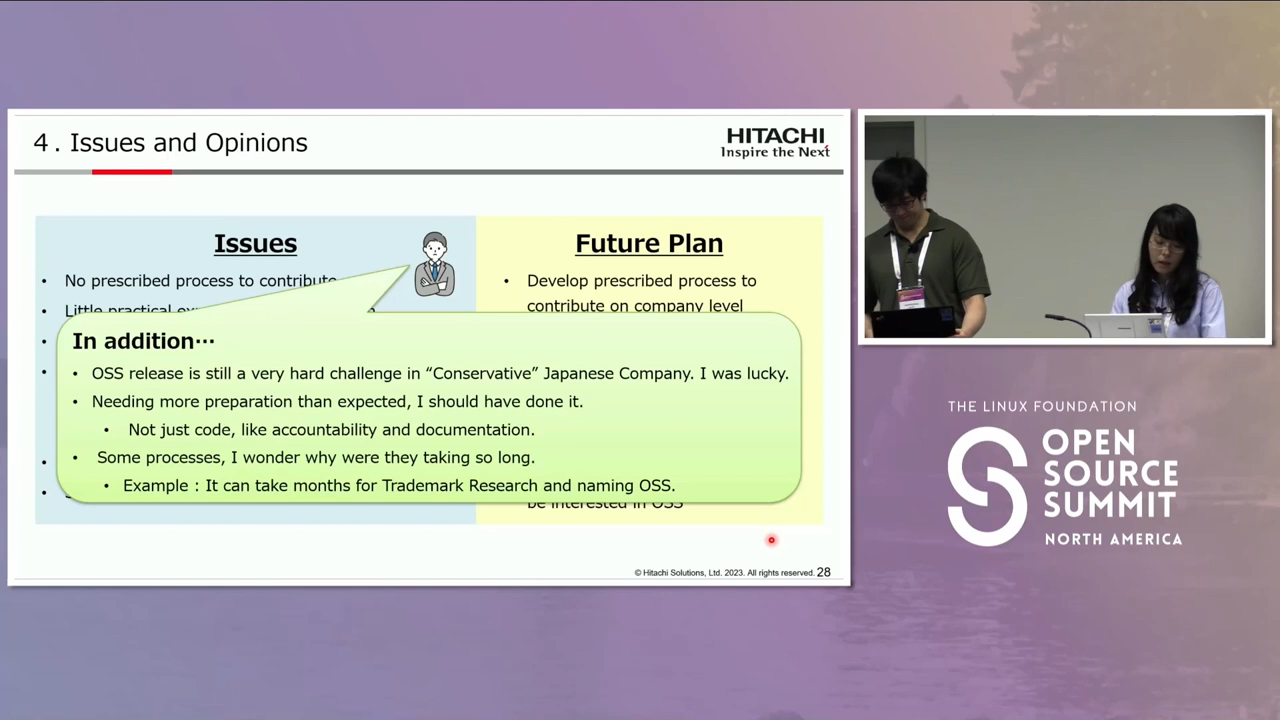 4. Issues and Opinions
HITACHI
Inspire the Next
Issues
• No prescribed process to contribute
• Little practical
•
•
•
•
Future Plan
• Develop prescribed process to
contribute on company level
be interested in OSS
In addition…
• OSS release is still a very hard challenge in “Conservative” Japanese Company. I was lucky.
• Needing more preparation than expected, I should have done it.
• Not just code, like accountability and documentation.
• Some processes, I wonder why were they taking so long.
• Example : It can take months for Trademark Research and naming OSS.
© Hitachi Solutions, Ltd. 2023. All rights reserved. 28
THE LINUX FOUNDATION
OPEN
SOURCE
SUMMIT
NORTH AMERICA